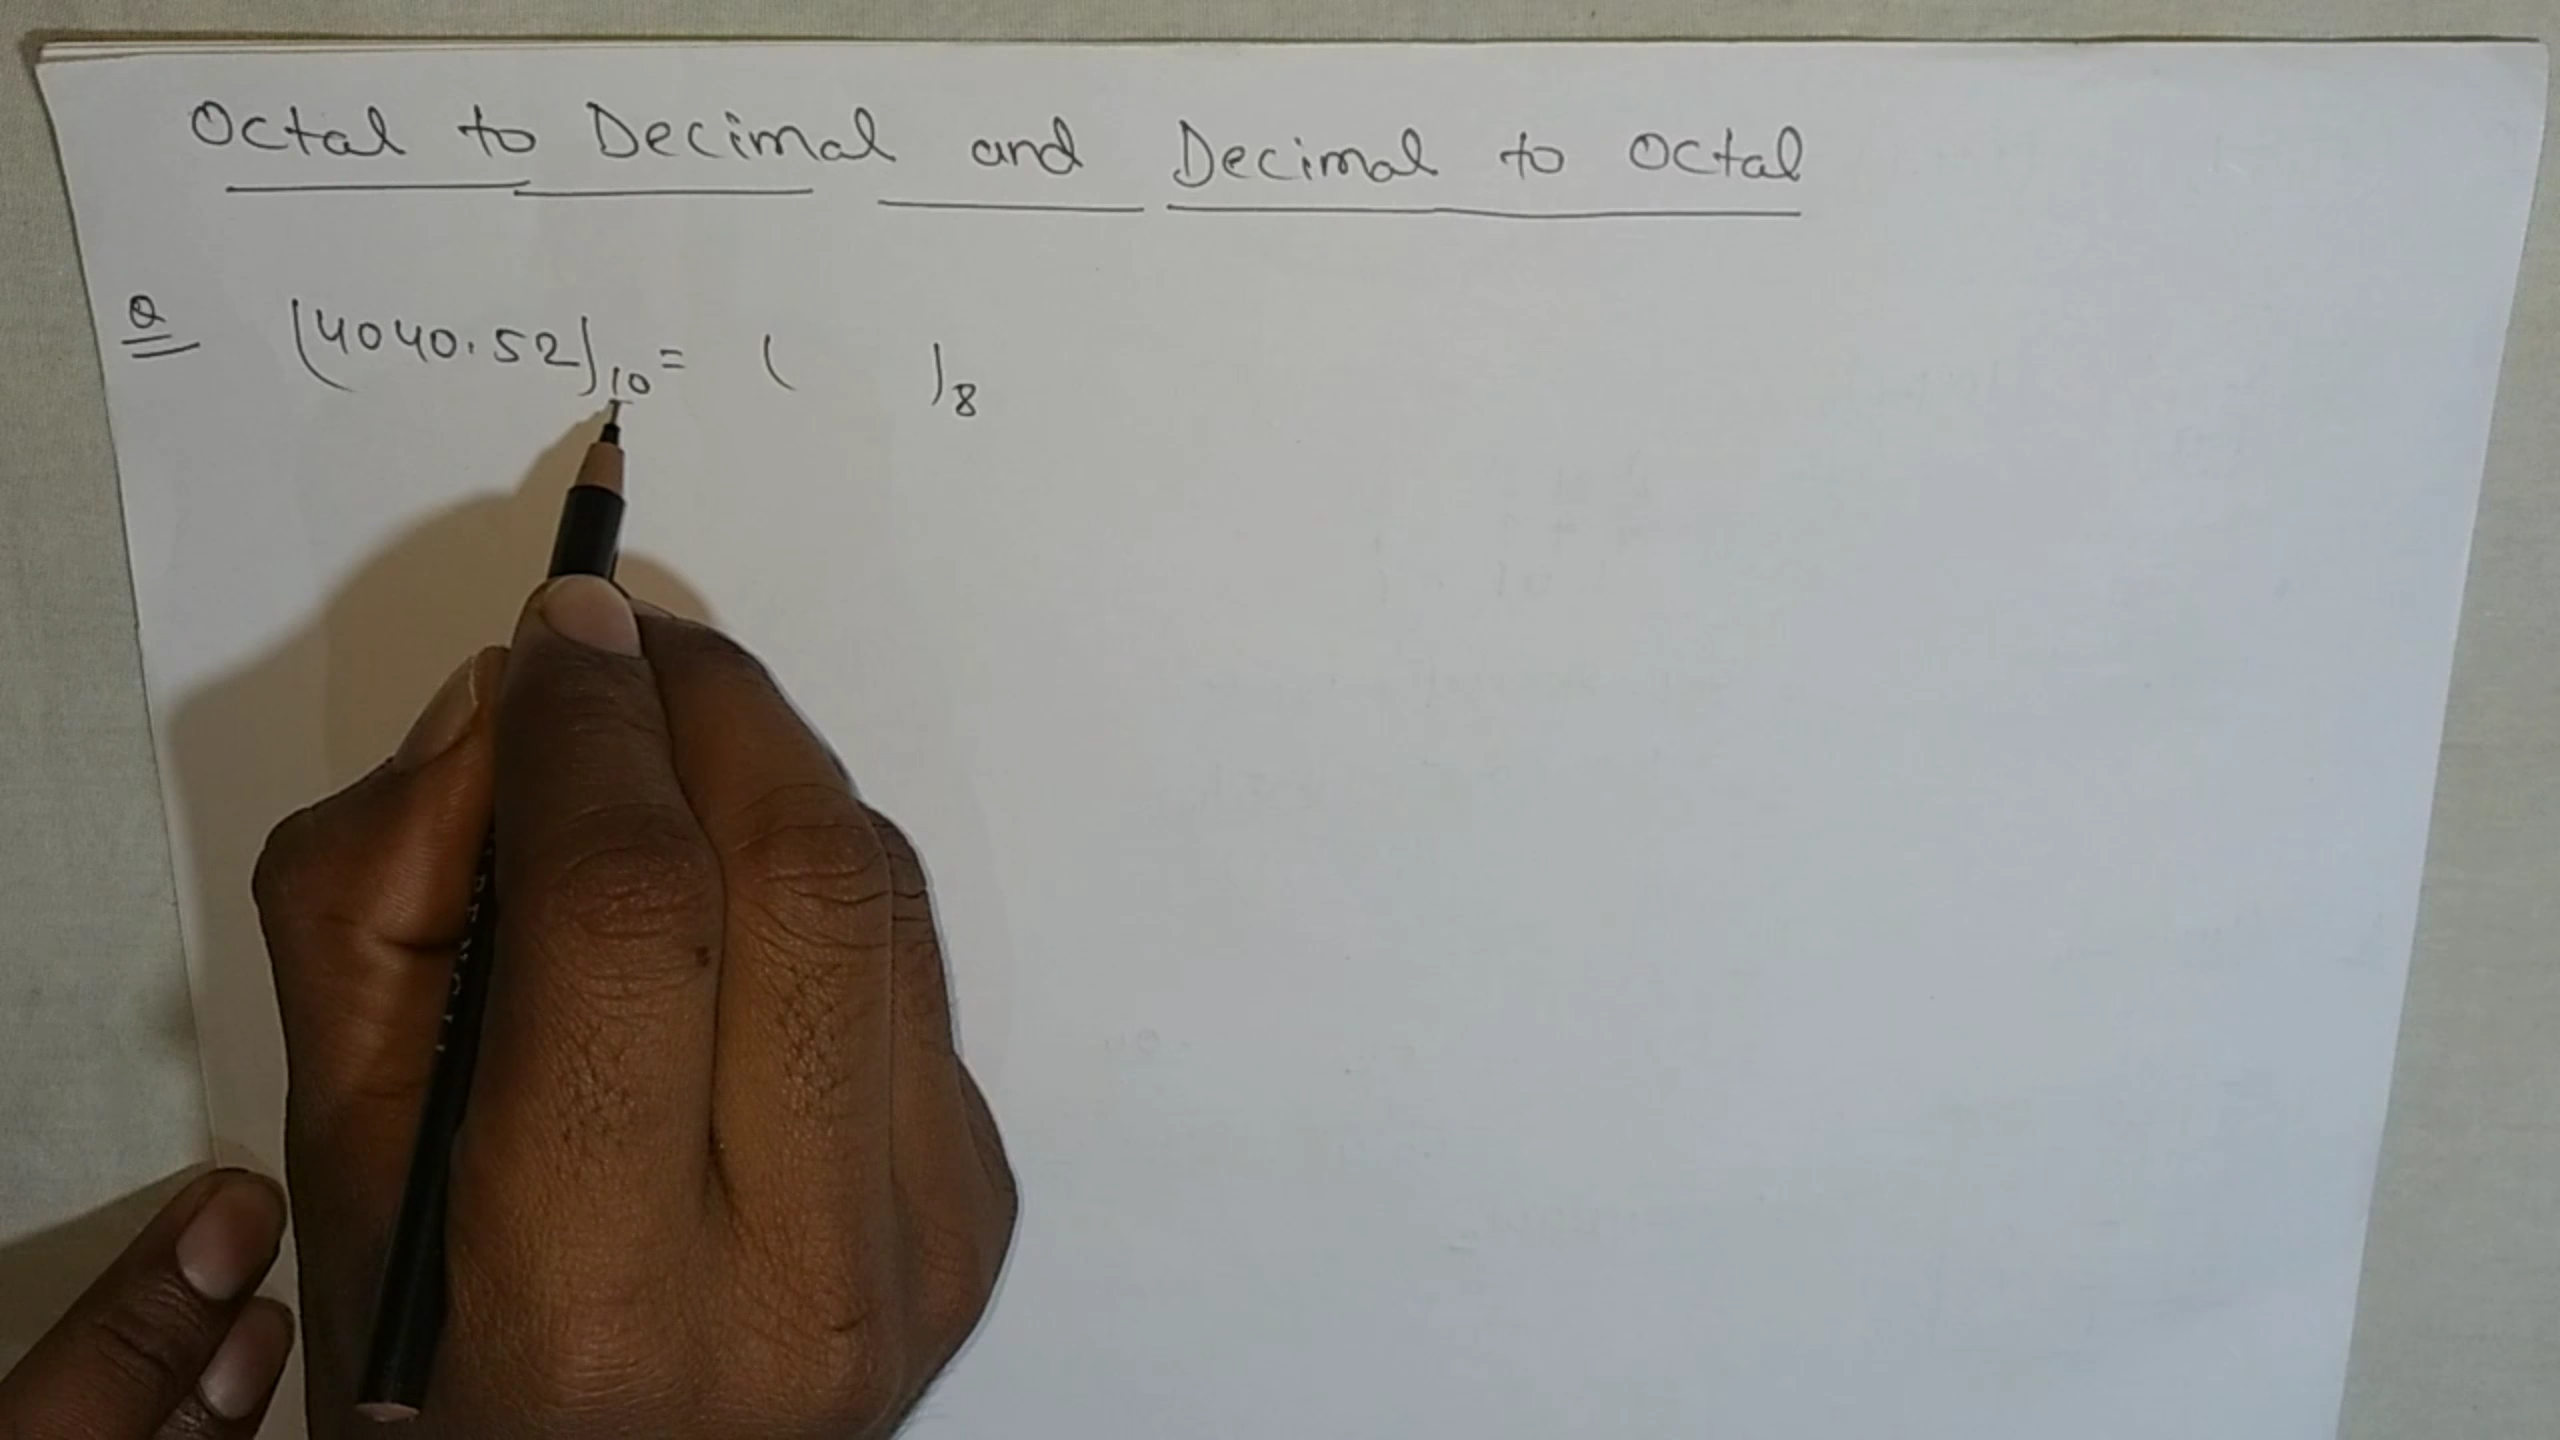 Octal to Decimal and Decimal to Octal
Q (4040.52)10 = ( )8